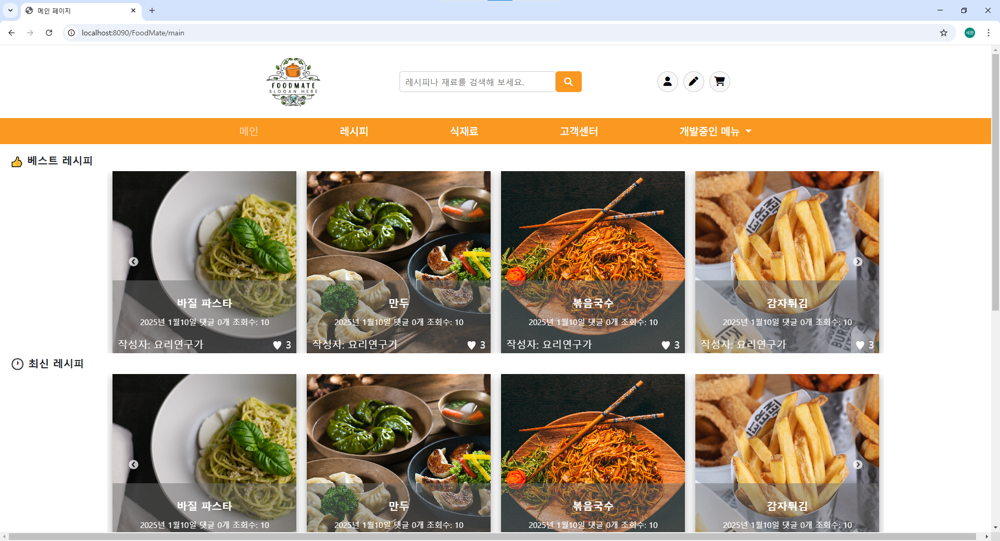 메인 페이지
localhost:8090/FoodMate/main
세환
FOODMATE
SLOGAN HERE
레시피나 재료를 검색해 보세요.
메인 레시피 식재료 고객센터 개발중인 메뉴
베스트 레시피
바질 파스타 만두 볶음국수 감자튀김
2025년 1월10일 댓글 0개 조회수: 10 2025년 1월10일 댓글 0개 조회수: 10 2025년 1월10일 댓글 0개 조회수: 10 2025년 1월10일 댓글 0개 조회수: 10
작성자: 요리연구가 3 작성자: 요리연구가 3 작성자: 요리연구가 3 작성자: 요리연구가 3
최신 레시피
바질 파스타 만두 볶음국수 감자튀김
2025년 1월10일 댓글 0개 조회수: 10 2025년 1월10일 댓글 0개 조회수: 10 2025년 1월10일 댓글 0개 조회수: 10 2025년 1월10일 댓글 0개 조회수: 10